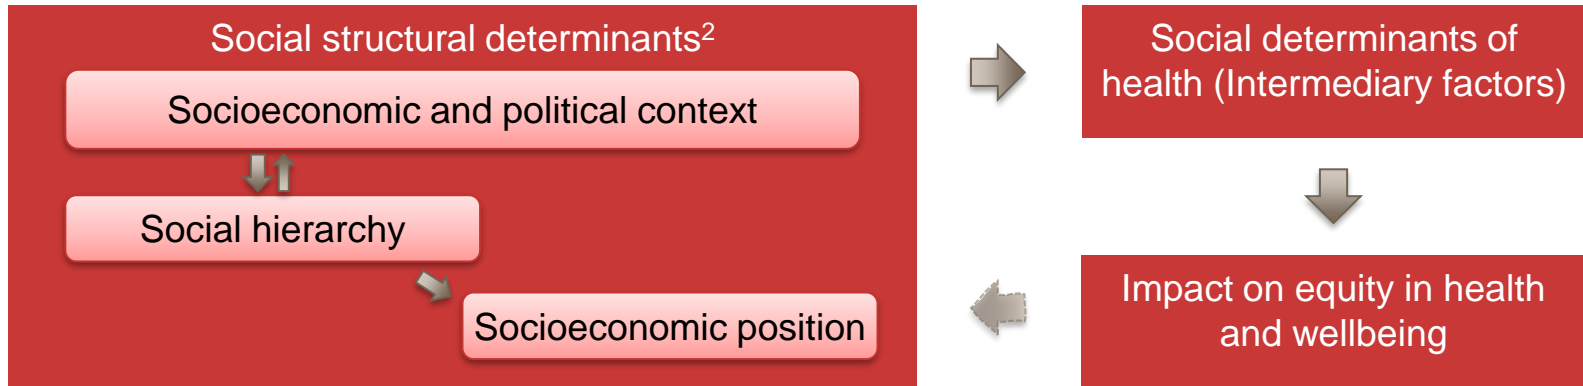 Social structural determinants²
Socioeconomic and political context
Social hierarchy
Socioeconomic position
Social determinants of
health (Intermediary factors)
Impact on equity in health
and wellbeing